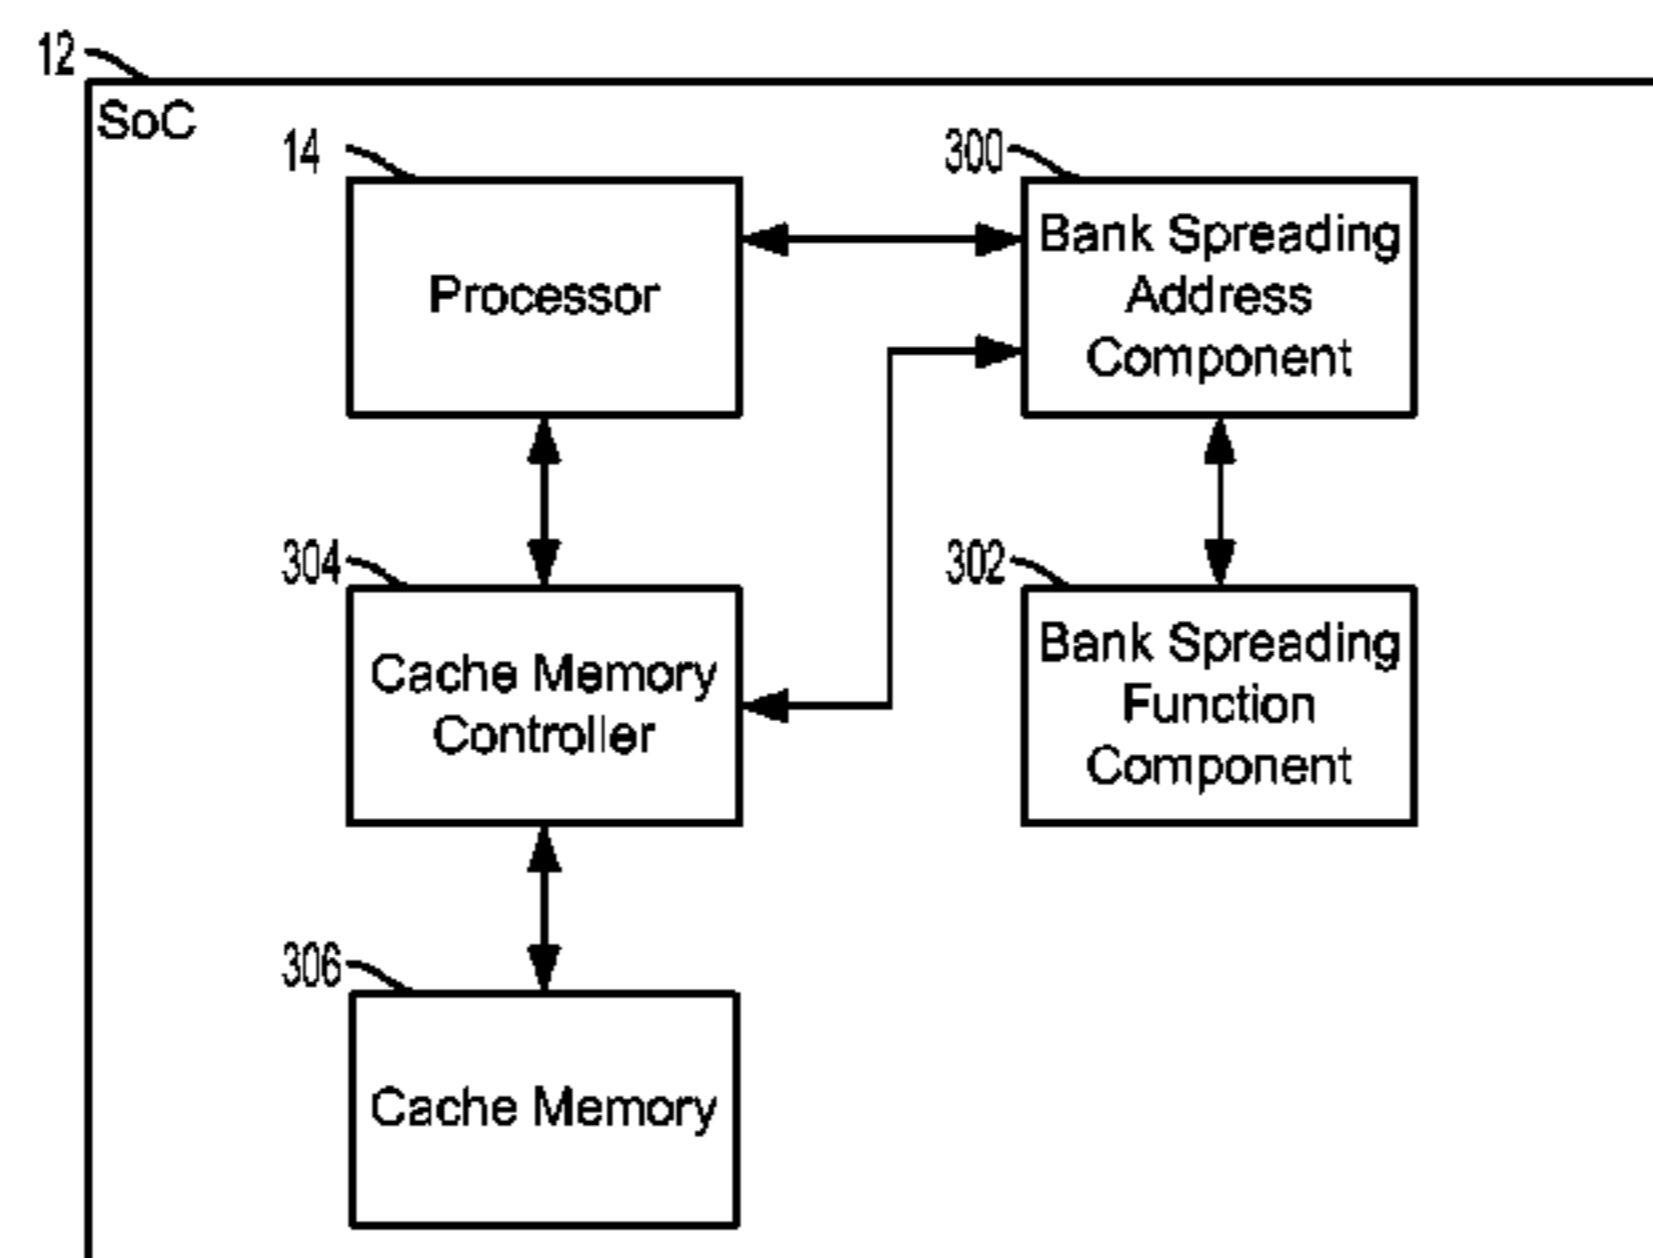 12
SoC
14
300
Processor
Bank Spreading
Address
Component
304
302
Cache Memory
Controller
Bank Spreading
Function
Component
306
Cache Memory